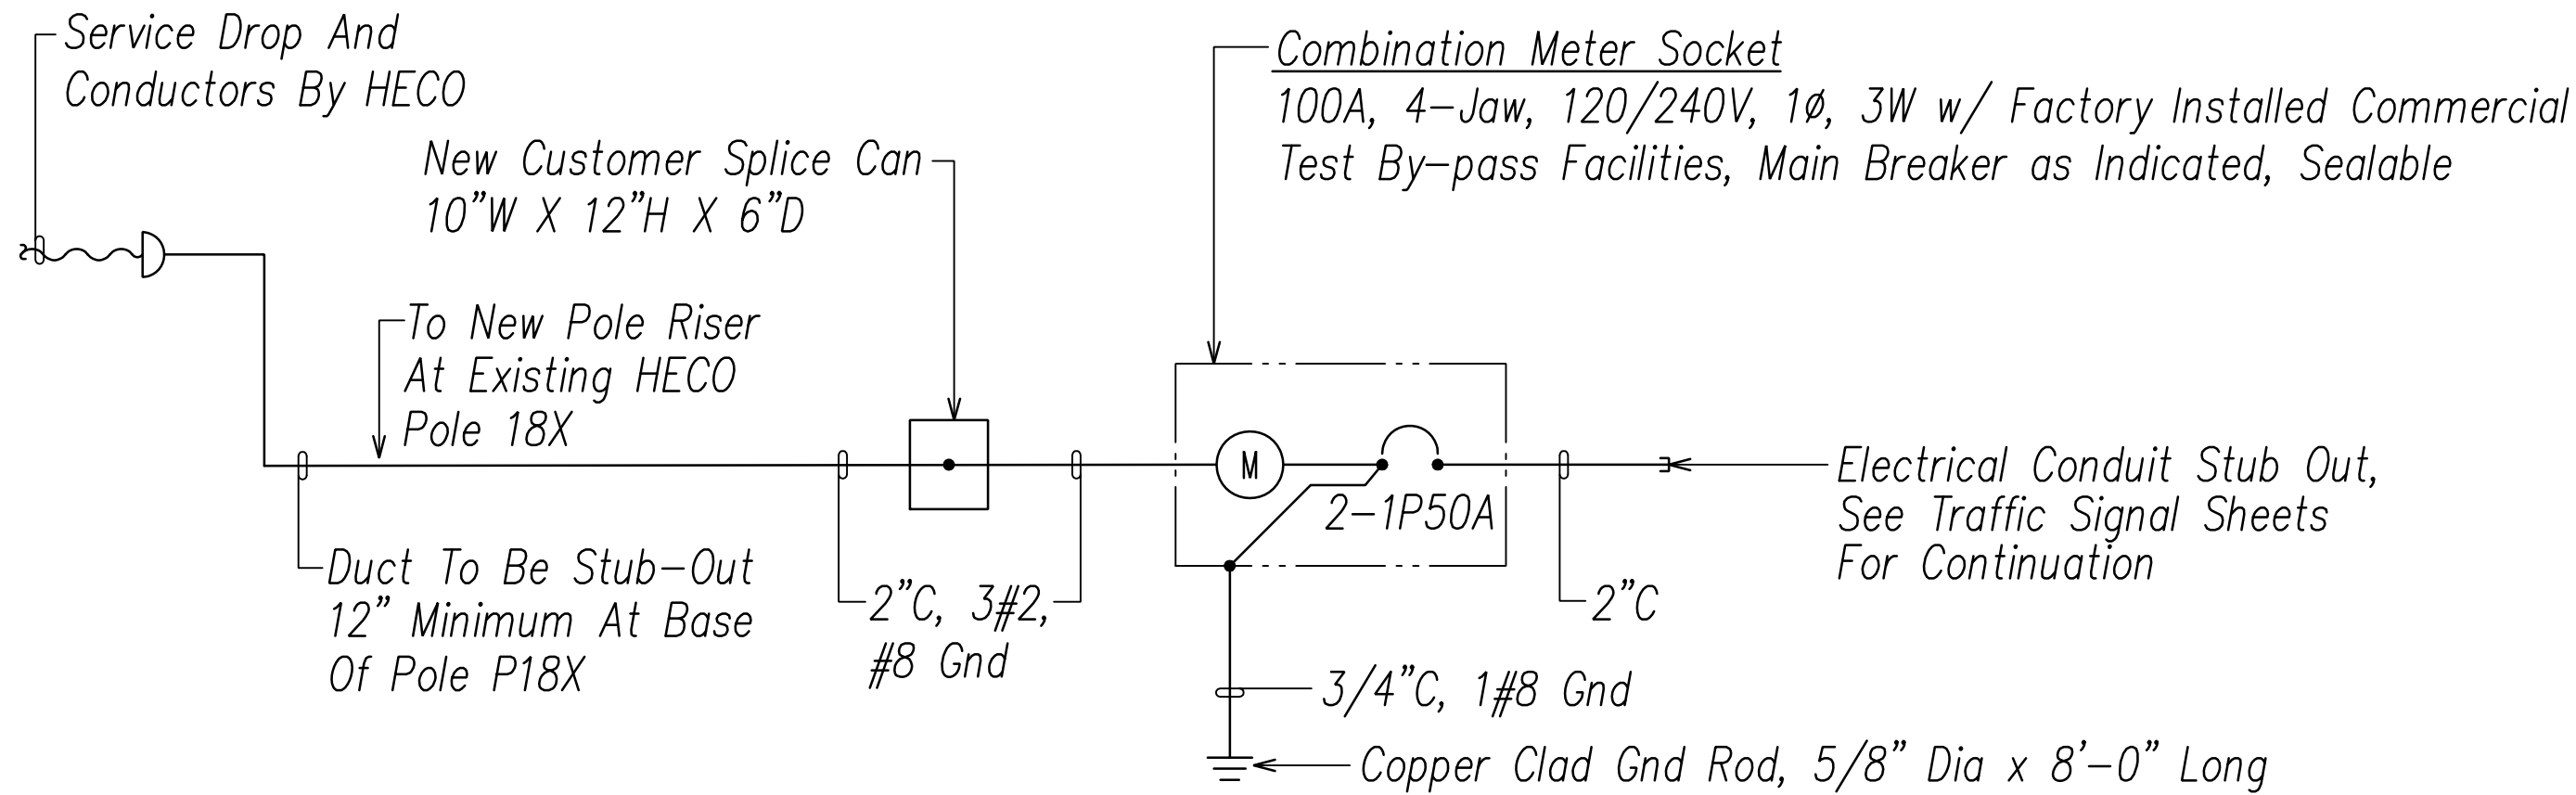 Service Drop And
Conductors By HECO
New Customer Splice Can
10"W X 12"H X 6"D
Combination Meter Socket
100A, 4-Jaw, 120/240V, 1ø, 3W w/ Factory Installed Commercial
Test By-pass Facilities, Main Breaker as Indicated, Sealable
To New Pole Riser
At Existing HECO
Pole 18X
M
2-1P50A
Electrical Conduit Stub Out,
See Traffic Signal Sheets
For Continuation
Duct To Be Stub-Out
12" Minimum At Base
Of Pole P18X
2"C, 3#2,
#8 Gnd
2"C
3/4"C, 1#8 Gnd
Copper Clad Gnd Rod, 5/8" Dia x 8'-0" Long